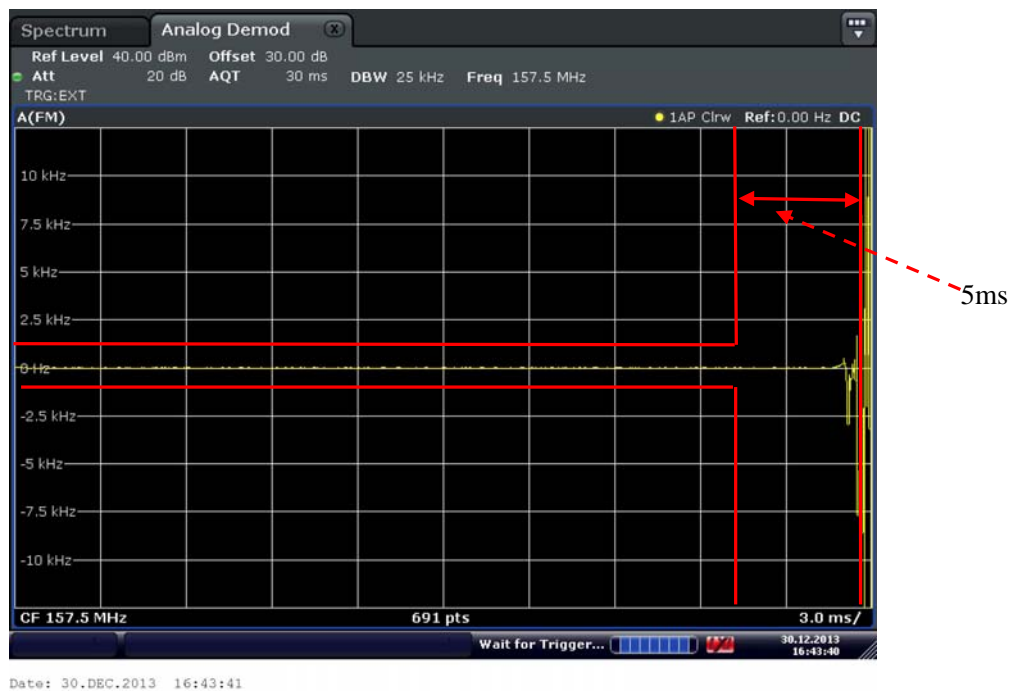 Spectrum Analog Demod X
Ref Level 40.00 dBm Offset 30.00 dB
Att 20 dB AQT 30 ms DBW 25 kHz Freq 157.5 MHz
TRG:EXT
A(FM) 1AP Clrw Ref:0.00 Hz DC
10 kHz
7.5 kHz
5 kHz
5ms
2.5 kHz
0 Hz
-2.5 kHz
-5 kHz
-7.5 kHz
-10 kHz
CF 157.5 MHz 691 pts 3.0 ms/
Wait for Trigger... 30.12.2013
16:43:40
Date: 30.DEC.2013 16:43:41